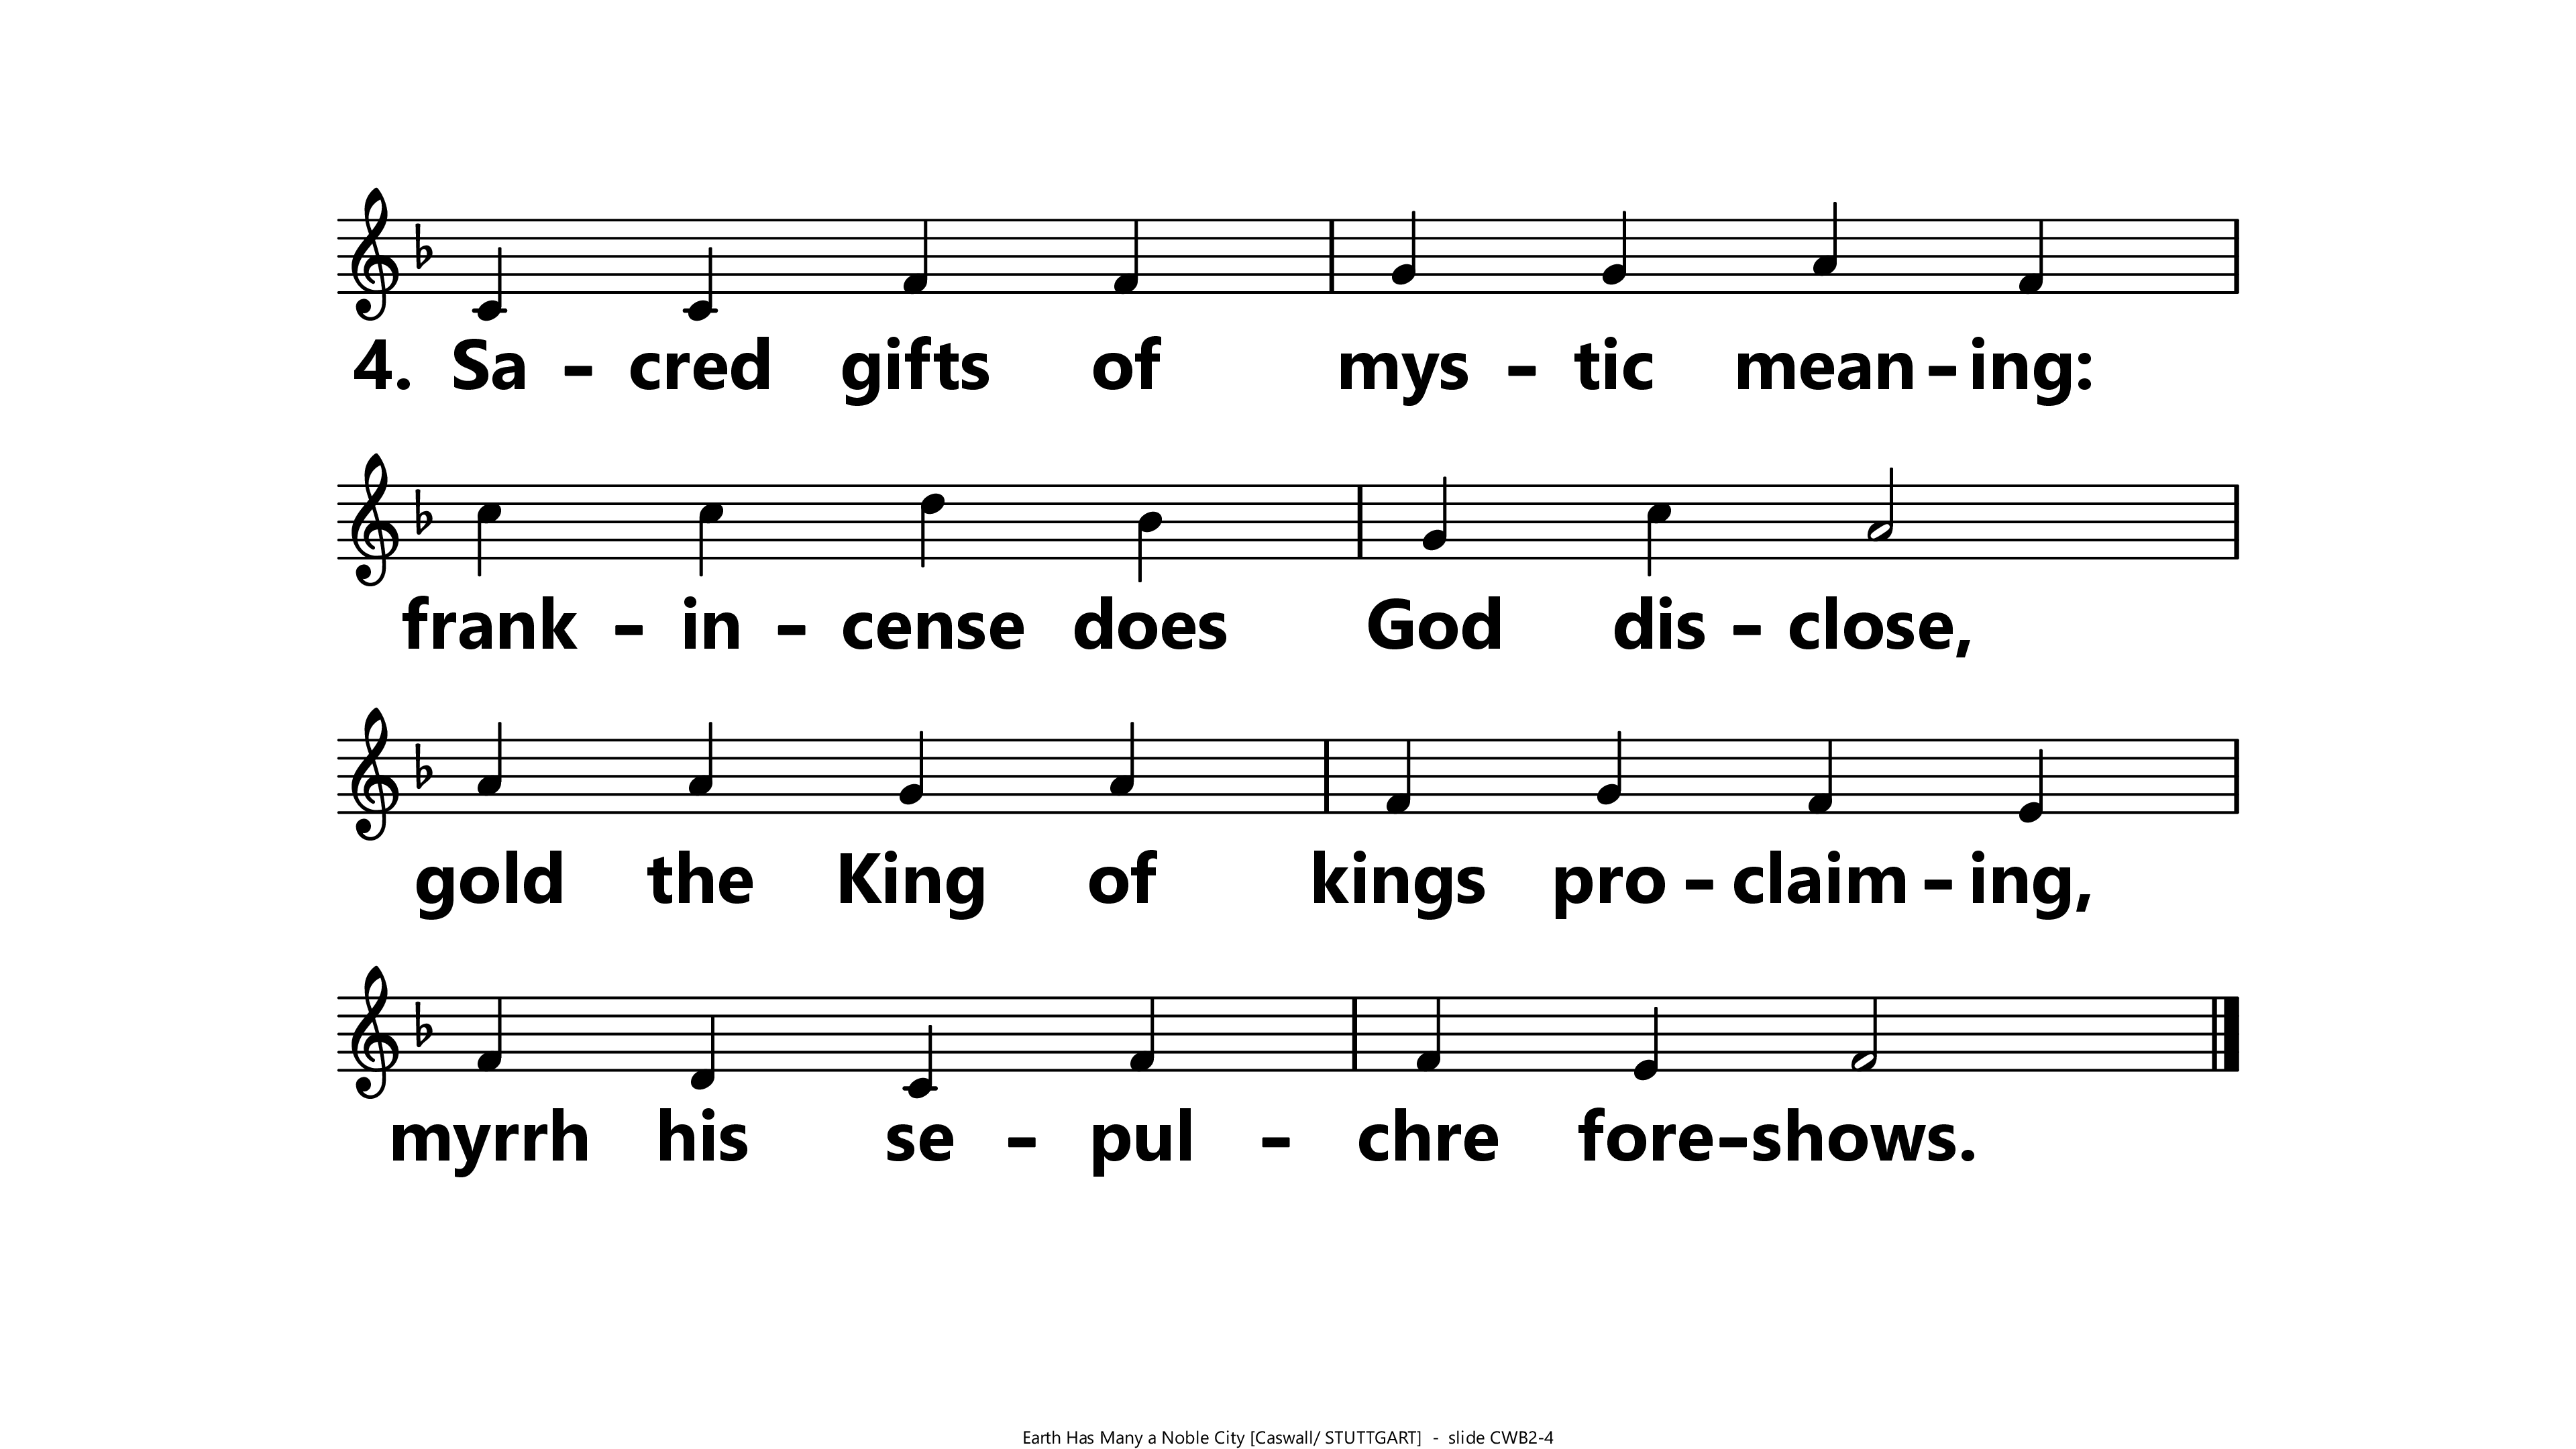 4. Sa - cred gifts of mys - tic mean - ing:
frank - in - cense does God dis - close,
gold the King of kings pro - claim - ing,
myrrh his se - pul - chre fore - shows.
Earth Has Many a Noble City [Caswall/ STUTTGART] - slide CWB2-4